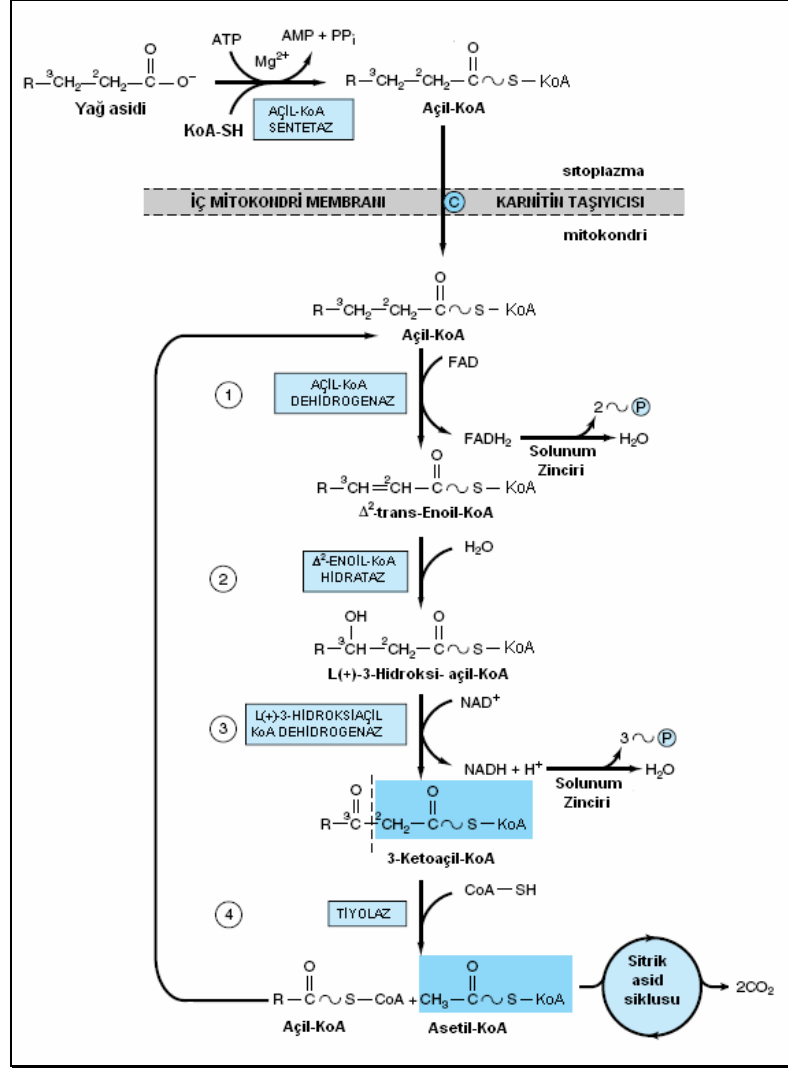 ATP
AMP + PPi
Mg2+
O
R—3CH2—2CH2—C—O−
Yağ asidi
KoA-SH
AÇİL-KoA
SENTETAZ
O
R—3CH2—2CH2—C～S—KoA
Açil-KoA
sitoplazma
İÇ MİTOKONDRİ MEMBRANI
C
KARNİTİN TAŞIYICISI
mitokondri
O
R—3CH2—2CH2—C～S—KoA
Açil-KoA
1
AÇİL-KoA
DEHİDROGENAZ
FAD
FADH2
2～P
H2O
Solunum
Zinciri
O
R—3CH=2CH—C～S—KoA
Δ2-trans-Enoil-KoA
2
Δ2-ENOİL-KoA
HİDRATAZ
H2O
OH
O
R—3CH—2CH2—C～S—KoA
L(+)-3-Hidroksi- açil-KoA
3
L(+)-3-HİDROKSİAÇİL
KoA DEHİDROGENAZ
NAD+
NADH + H+
3～P
H2O
Solunum
Zinciri
O
O
R—3C—2CH2—C～S—KoA
3-Ketoaçil-KoA
4
TİYOLAZ
CoA—SH
O
O
R—C～S—CoA + CH3—C～S—KoA
Açil-KoA
Asetil-KoA
Sitrik
asid
siklusu
2CO2